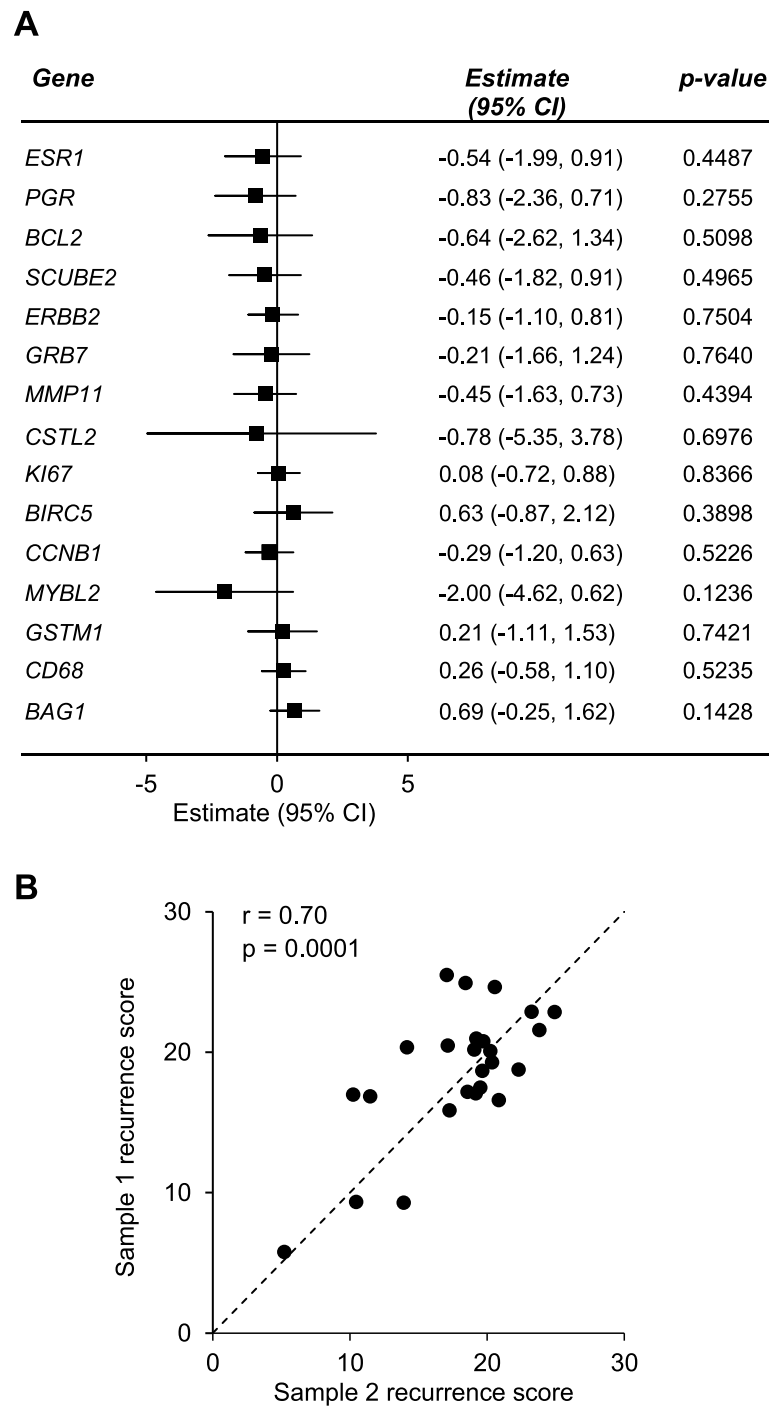 A
Gene Estimate p-value
(95% CI)
ESR1 -0.54 (-1.99, 0.91) 0.4487
PGR -0.83 (-2.36, 0.71) 0.2755
BCL2 -0.64 (-2.62, 1.34) 0.5098
SCUBE2 -0.46 (-1.82, 0.91) 0.4965
ERBB2 -0.15 (-1.10, 0.81) 0.7504
GRB7 -0.21 (-1.66, 1.24) 0.7640
MMP11 -0.45 (-1.63, 0.73) 0.4394
CSTL2 -0.78 (-5.35, 3.78) 0.6976
KI67 0.08 (-0.72, 0.88) 0.8366
BIRC5 0.63 (-0.87, 2.12) 0.3898
CCNB1 -0.29 (-1.20, 0.63) 0.5226
MYBL2 -2.00 (-4.62, 0.62) 0.1236
GSTM1 0.21 (-1.11, 1.53) 0.7421
CD68 0.26 (-0.58, 1.10) 0.5235
BAG1 0.69 (-0.25, 1.62) 0.1428
-5 0 5
Estimate (95% CI)
B
r = 0.70
p = 0.0001
Sample 1 recurrence score
30
20
10
0
0 10 20 30
Sample 2 recurrence score